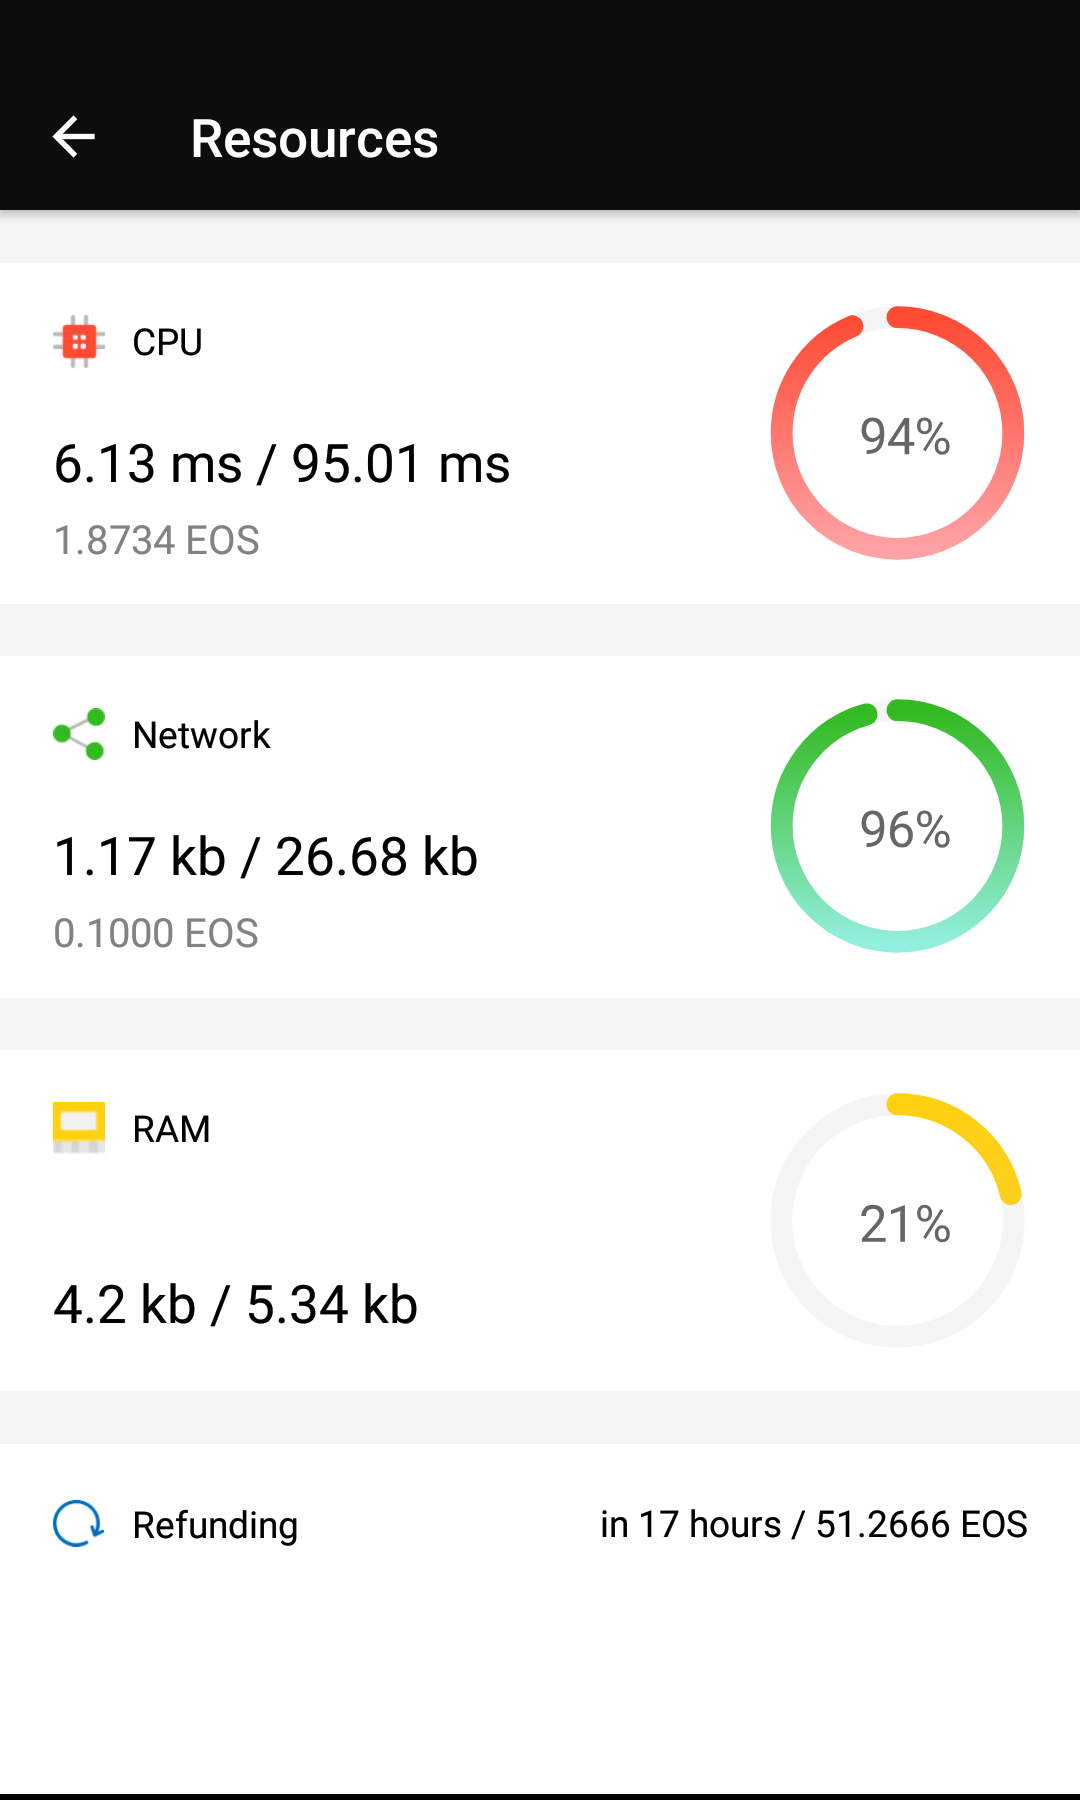 Resources
CPU
94%
6.13 ms / 95.01 ms
1.8734 EOS
Network
96%
1.17 kb / 26.68 kb
0.1000 EOS
RAM
21%
4.2 kb / 5.34 kb
Refunding in 17 hours / 51.2666 EOS